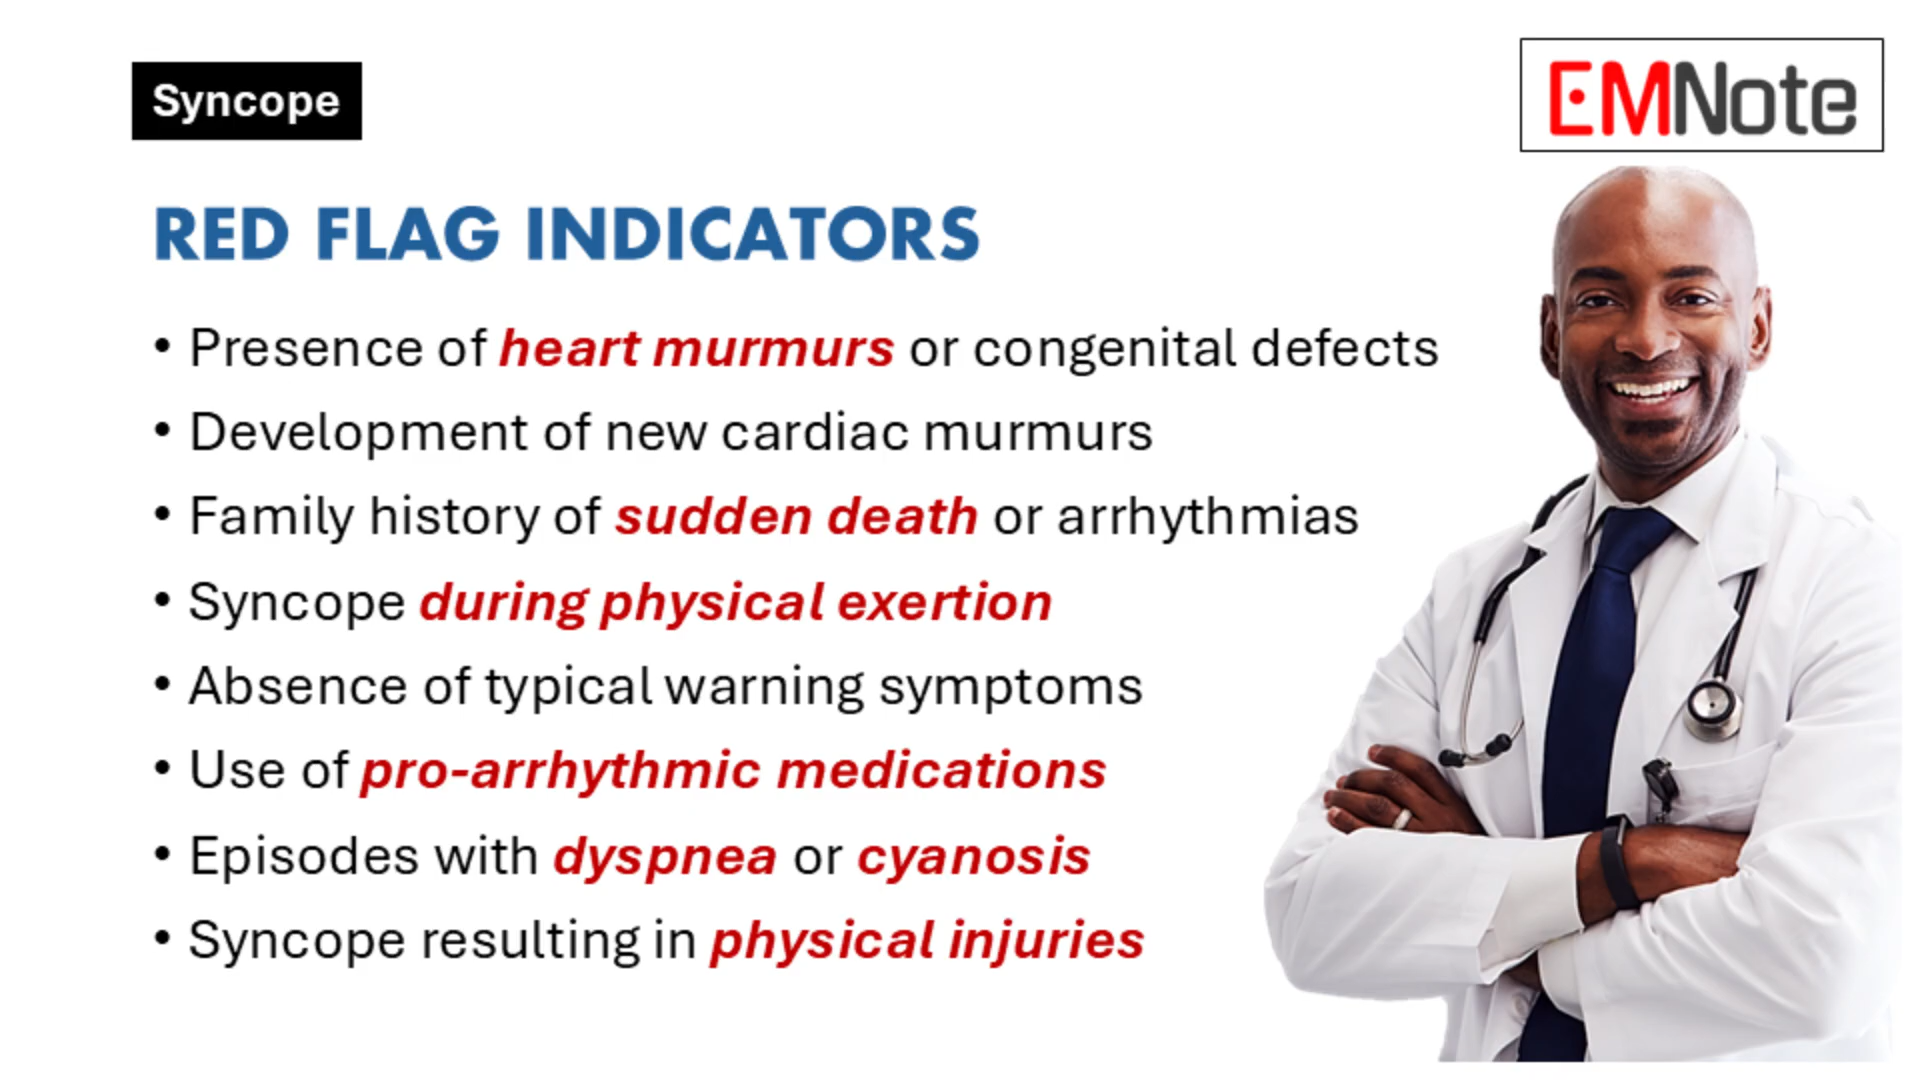 Syncope
EMNote
RED FLAG INDICATORS
• Presence of heart murmurs or congenital defects
• Development of new cardiac murmurs
• Family history of sudden death or arrhythmias
• Syncope during physical exertion
• Absence of typical warning symptoms
• Use of pro-arrhythmic medications
• Episodes with dyspnea or cyanosis
• Syncope resulting in physical injuries